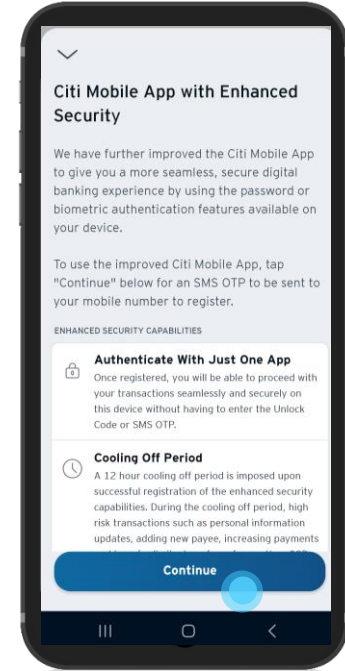 Citi Mobile App with Enhanced
Security
We have further improved the Citi Mobile App
to give you a more seamless, secure digital
banking experience by using the password or
biometric authentication features available on
your device.
To use the improved Citi Mobile App, tap
"Continue" below for an SMS OTP to be sent to
your mobile number to register.
ENHANCED SECURITY CAPABILITIES
Authenticate With Just One App
Once registered, you will be able to proceed with
your transactions seamlessly and securely on
this device without having to enter the Unlock
Code or SMS OTP.
Cooling Off Period
A 12 hour cooling off period is imposed upon
successful registration of the enhanced security
capabilities. During the cooling off period, high
risk transactions such as personal information
updates, adding new payee, increasing payments
Continue